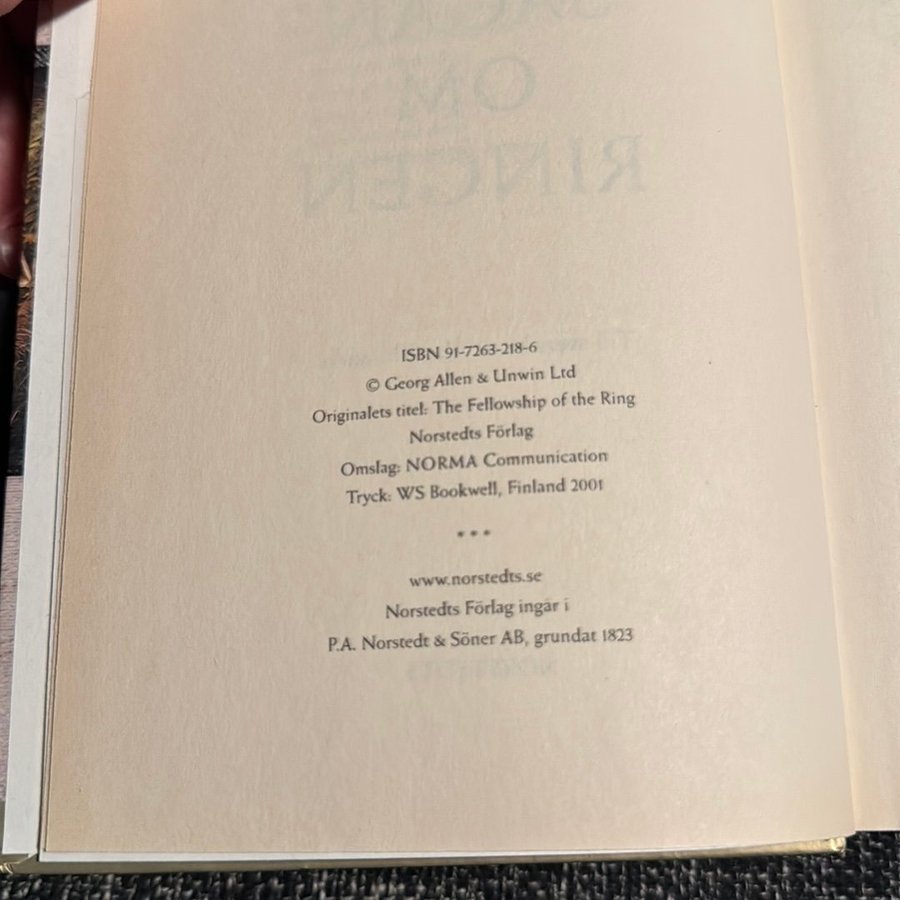 ISBN 91-7263-218-6
© Georg Allen & Unwin Ltd
Originalets titel: The Fellowship of the Ring
Norstedts Förlag
Omslag: NORMA Communication
Tryck: WS Bookwell, Finland 2001
***
www.norstedts.se
Norstedts Förlag ingår i
P.A. Norstedt & Söner AB, grundat 1823